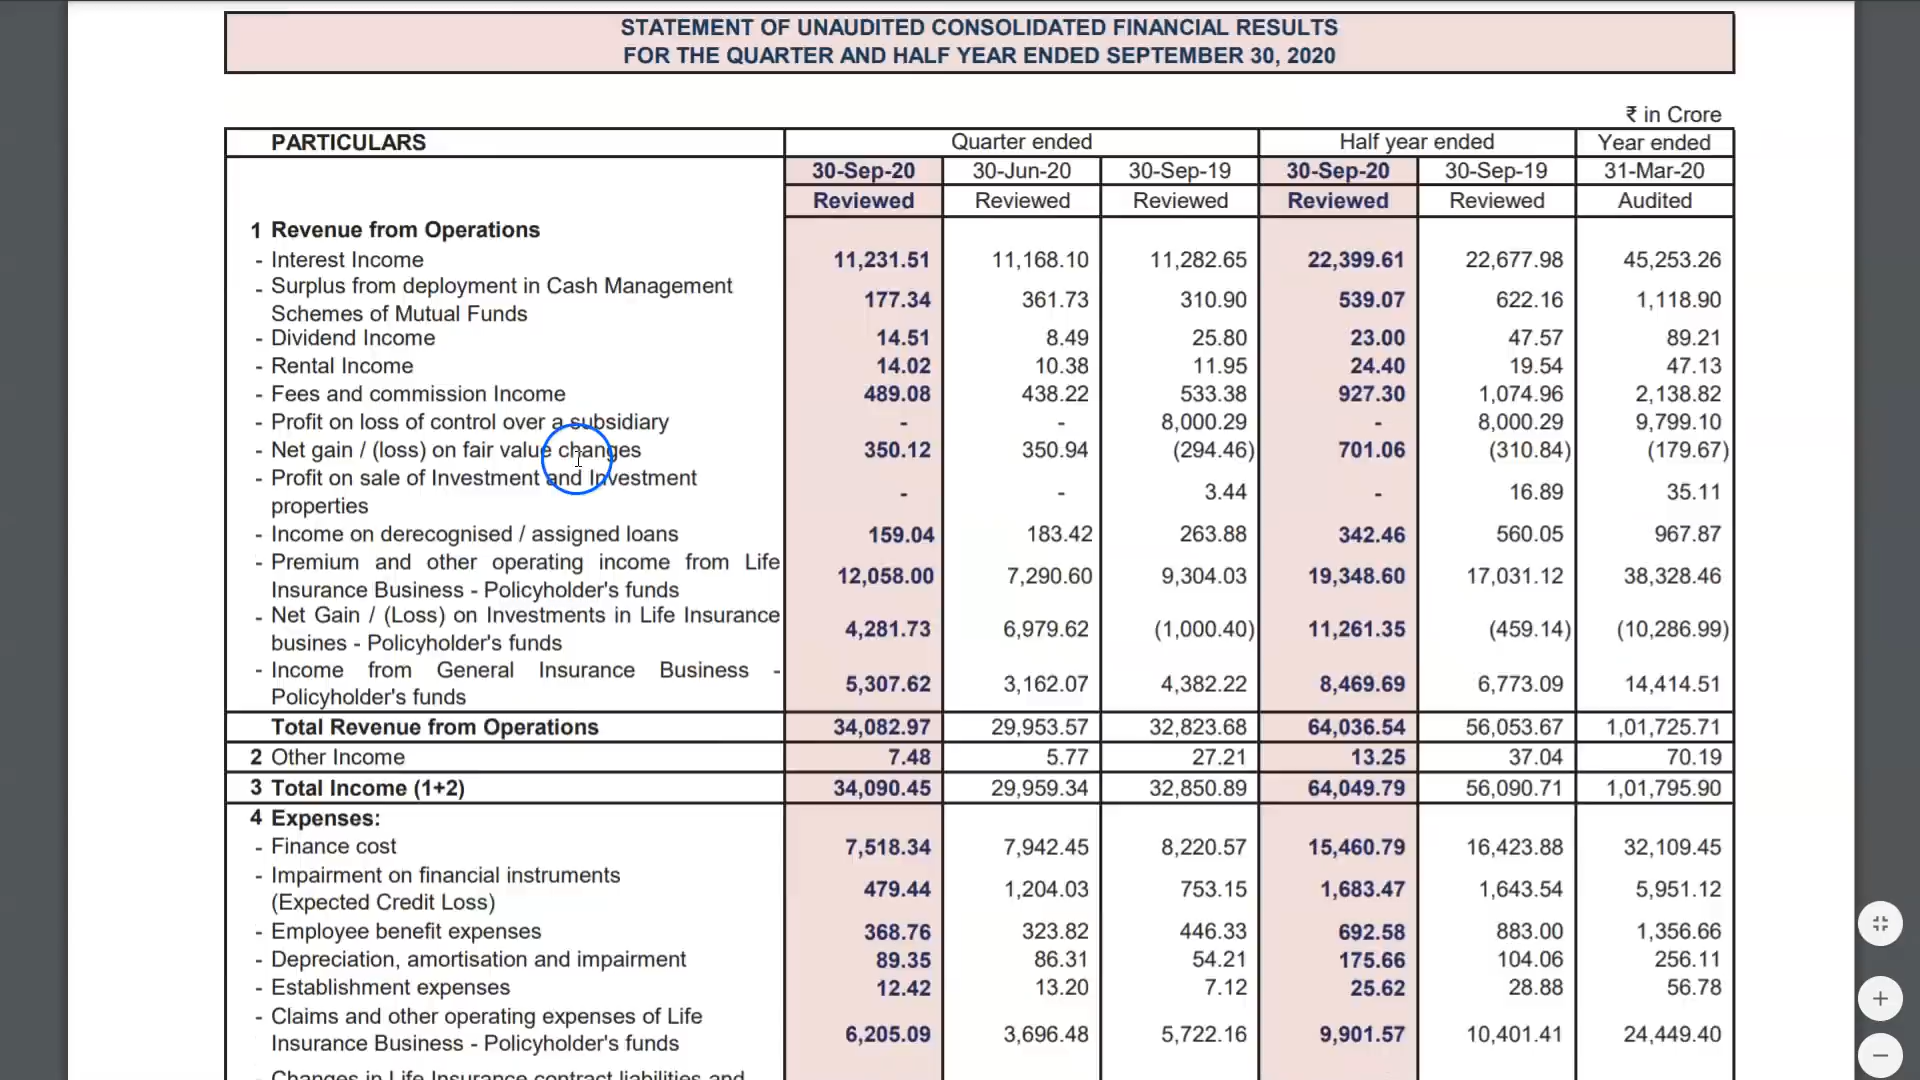 STATEMENT OF UNAUDITED CONSOLIDATED FINANCIAL RESULTS
FOR THE QUARTER AND HALF YEAR ENDED SEPTEMBER 30, 2020
₹ in Crore
PARTICULARS Quarter ended Half year ended Year ended
30-Sep-20 30-Jun-20 30-Sep-19 30-Sep-20 30-Sep-19 31-Mar-20
Reviewed Reviewed Reviewed Reviewed Reviewed Audited
1 Revenue from Operations
- Interest Income 11,231.51 11,168.10 11,282.65 22,399.61 22,677.98 45,253.26
- Surplus from deployment in Cash Management
Schemes of Mutual Funds 177.34 361.73 310.90 539.07 622.16 1,118.90
- Dividend Income 14.51 8.49 25.80 23.00 47.57 89.21
- Rental Income 14.02 10.38 11.95 24.40 19.54 47.13
- Fees and commission Income 489.08 438.22 533.38 927.30 1,074.96 2,138.82
- Profit on loss of control over a subsidiary - - 8,000.29 - 8,000.29 9,799.10
- Net gain / (loss) on fair value changes 350.12 350.94 (294.46) 701.06 (310.84) (179.67)
- Profit on sale of Investment and Investment
properties - - 3.44 - 16.89 35.11
- Income on derecognised / assigned loans 159.04 183.42 263.88 342.46 560.05 967.87
- Premium and other operating income from Life
Insurance Business - Policyholder's funds 12,058.00 7,290.60 9,304.03 19,348.60 17,031.12 38,328.46
- Net Gain / (Loss) on Investments in Life Insurance
busines - Policyholder's funds 4,281.73 6,979.62 (1,000.40) 11,261.35 (459.14) (10,286.99)
- Income from General Insurance Business -
Policyholder's funds 5,307.62 3,162.07 4,382.22 8,469.69 6,773.09 14,414.51
Total Revenue from Operations 34,082.97 29,953.57 32,823.68 64,036.54 56,053.67 1,01,725.71
2 Other Income 7.48 5.77 27.21 13.25 37.04 70.19
3 Total Income (1+2) 34,090.45 29,959.34 32,850.89 64,049.79 56,090.71 1,01,795.90
4 Expenses:
- Finance cost 7,518.34 7,942.45 8,220.57 15,460.79 16,423.88 32,109.45
- Impairment on financial instruments
(Expected Credit Loss) 479.44 1,204.03 753.15 1,683.47 1,643.54 5,951.12
- Employee benefit expenses 368.76 323.82 446.33 692.58 883.00 1,356.66
- Depreciation, amortisation and impairment 89.35 86.31 54.21 175.66 104.06 256.11
- Establishment expenses 12.42 13.20 7.12 25.62 28.88 56.78
- Claims and other operating expenses of Life
Insurance Business - Policyholder's funds 6,205.09 3,696.48 5,722.16 9,901.57 10,401.41 24,449.40
- Changes in Life Insurance contract liabilities and